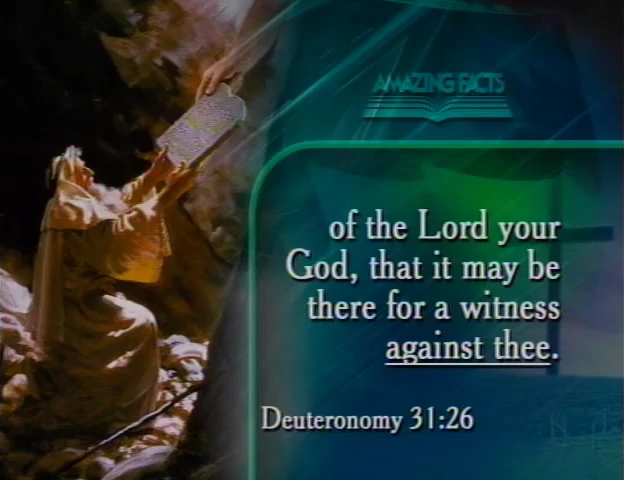 AMAZING FACTS
of the Lord your
God, that it may be
there for a witness
against thee.
Deuteronomy 31:26